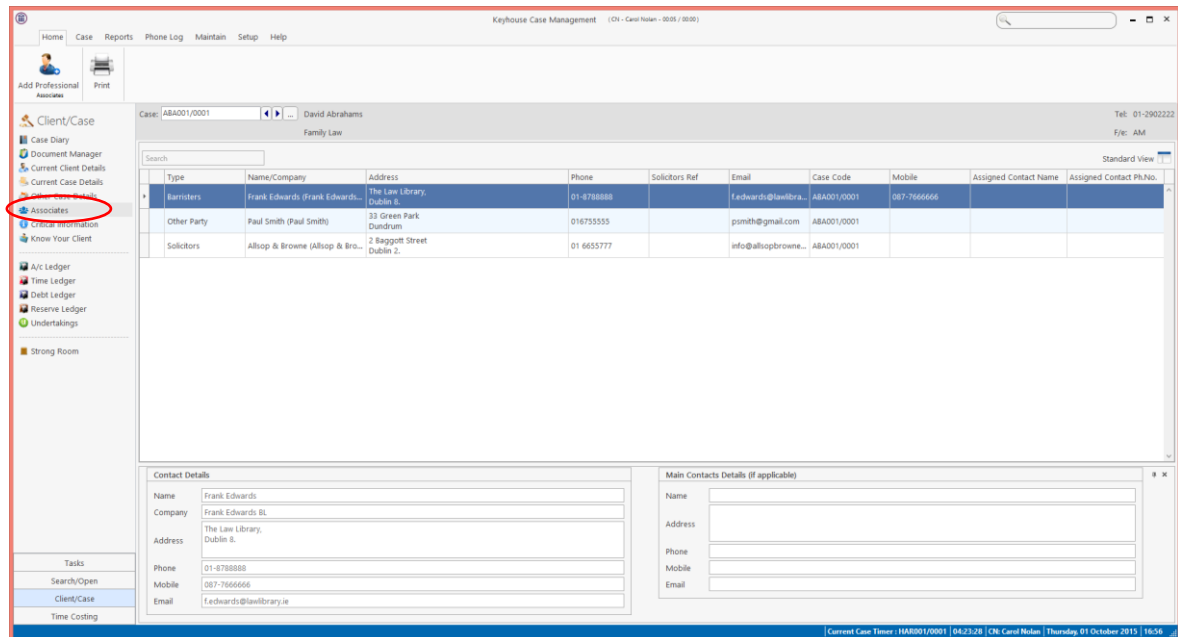 Keyhouse Case Management (CN - Carol Nolan - 00:05 / 00:00)
Home Case Reports Phone Log Maintain Setup Help
Add Professional
Associates
Print
Client/Case
Case Diary
Document Manager
Current Client Details
Current Case Details
Other Case Details
Associates
Critical Information
Know Your Client
A/c Ledger
Time Ledger
Debt Ledger
Reserve Ledger
Undertakings
Strong Room
Tasks
Search/Open
Client/Case
Time Costing
Case: ABA001/0001 ... David Abrahams Tel: 01-2902222
Family Law F/e: AM
Search Standard View
Type Name/Company Address Phone Solicitors Ref Email Case Code Mobile Assigned Contact Name Assigned Contact Ph.No.
Barristers Frank Edwards (Frank Edwards... The Law Library, Dublin 8. 01-8788888 f.edwards@lawlibra... ABA001/0001 087-7666666
Other Party Paul Smith (Paul Smith) 33 Green Park Dundrum 016755555 psmith@gmail.com ABA001/0001
Solicitors Allsop & Browne (Allsop & Bro... 2 Baggott Street Dublin 2. 01 6655777 info@allsopbrowne... ABA001/0001
Contact Details
Name Frank Edwards
Company Frank Edwards BL
Address The Law Library,
Dublin 8.
Phone 01-8788888
Mobile 087-7666666
Email f.edwards@lawlibrary.ie
Main Contacts Details (if applicable)
Name
Address
Phone
Mobile
Email
Current Case Timer : HAR001/0001 04:23:28 CN: Carol Nolan Thursday, 01 October 2015 16:56